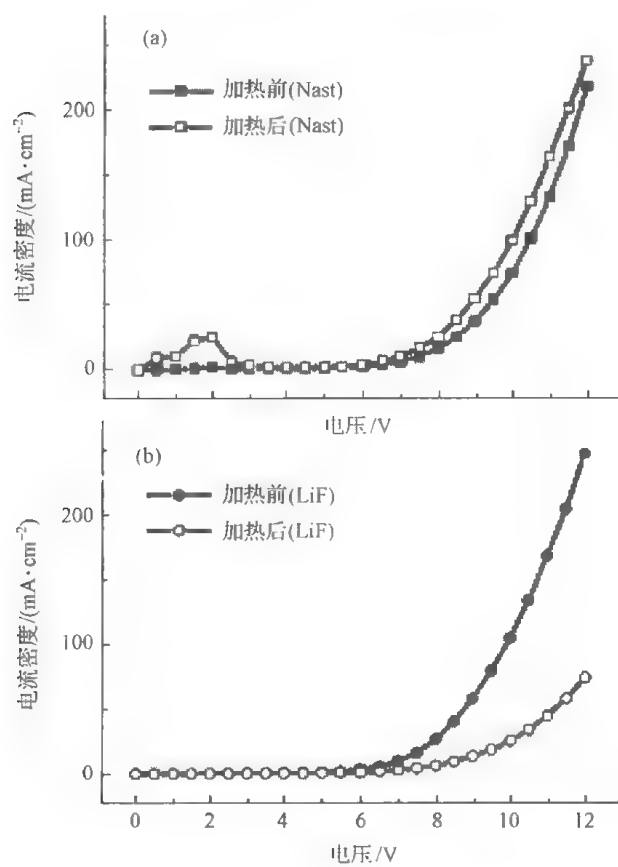 (a)
加热前(Nast)
加热后(Nast)
200
100
0
电流密度/(mA·cm⁻²)
电压/V
(b)
加热前(LiF)
加热后(LiF)
200
100
0
电流密度/(mA·cm⁻²)
0 2 4 6 8 10 12
电压/V